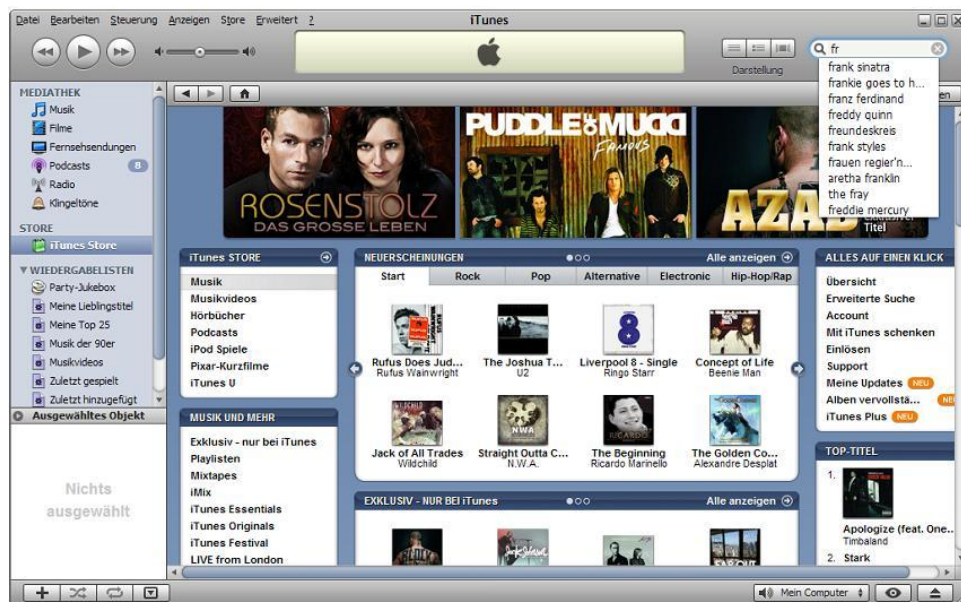 Datei Bearbeiten Steuerung Anzeigen Store Erweitert ?
iTunes
Darstellung
fr
frank sinatra
frankie goes to h...
franz ferdinand
freddy quinn
freundeskreis
frank styles
frauen regier'n...
aretha franklin
the fray
freddie mercury
MEDIATHEK
Musik
Filme
Fernsehsendungen
Podcasts 8
Radio
Klingeltöne
STORE
iTunes Store
WIEDERGABELISTEN
Party-Jukebox
Meine Lieblingstitel
Meine Top 25
Musik der 90er
Musikvideos
Zuletzt gespielt
Zuletzt hinzugefügt
Ausgewähltes Objekt
Nichts
ausgewählt
ROSENSTOLZ
DAS GROSSE LEBEN
PUDDLE OF MUDD
FAMOUS
AZAD
Titel
iTunes STORE
Musik
Musikvideos
Hörbücher
Podcasts
iPod Spiele
Pixar-Kurzfilme
iTunes U
MUSIK UND MEHR
Exklusiv - nur bei iTunes
Playlisten
Mixtapes
iMix
iTunes Essentials
iTunes Originals
iTunes Festival
LIVE from London
NEUERSCHEINUNGEN Alle anzeigen
Start Rock Pop Alternative Electronic Hip-Hop/Rap
Rufus Does Jud... The Joshua T... Liverpool 8 - Single Concept of Life
Rufus Wainwright U2 Ringo Starr Beenie Man
Jack of All Trades Straight Outta C... The Beginning The Golden Co...
Wildchild N.W.A. Ricardo Marinello Alexandre Desplat
EXKLUSIV - NUR BEI iTunes Alle anzeigen
ALLES AUF EINEN KLICK
Übersicht
Erweiterte Suche
Account
Mit iTunes schenken
Einlösen
Support
Meine Updates NEU
Alben vervollstä... NEU
iTunes Plus NEU
TOP-TITEL
1.
Apologize (feat. One...
Timbaland
2. Stark
Mein Computer